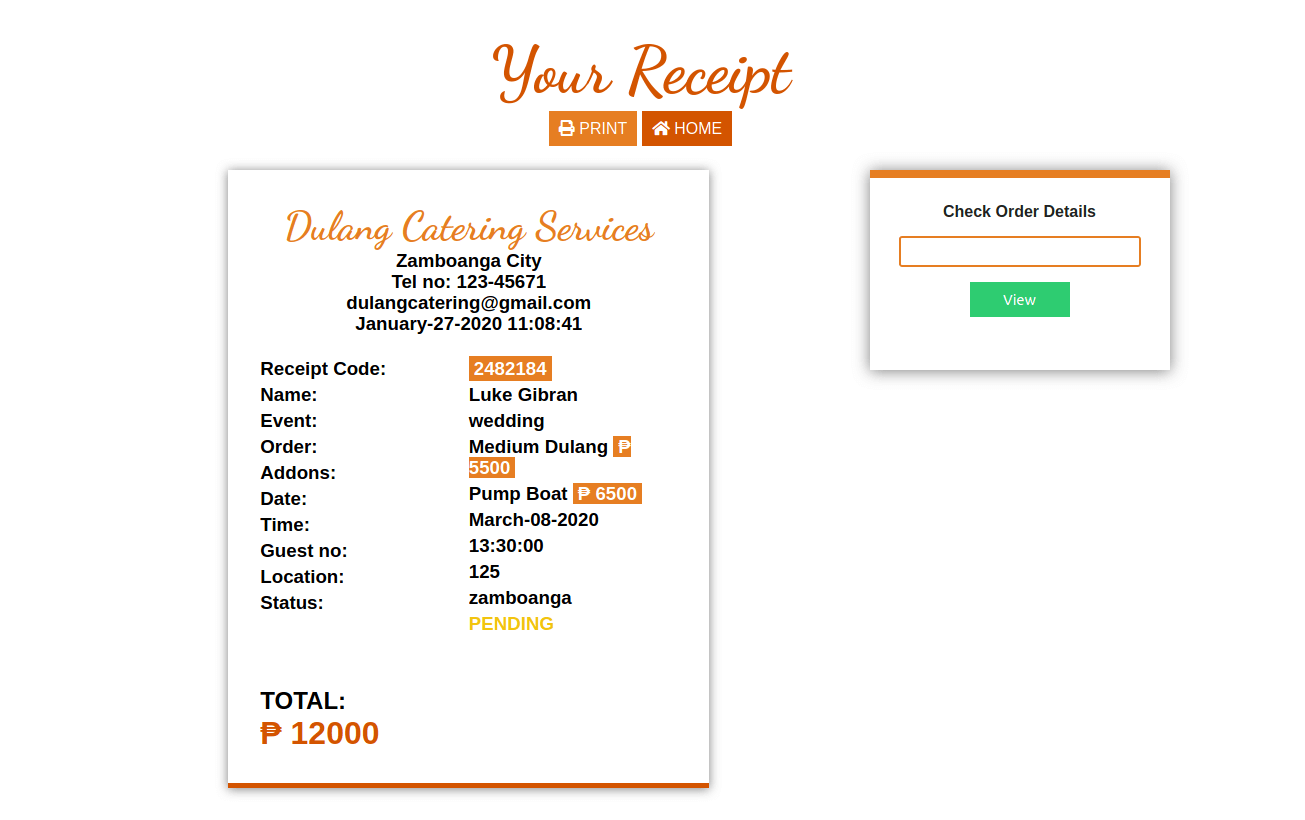 Your Receipt
PRINT HOME
Dulang Catering Services
Zamboanga City
Tel no: 123-45671
dulangcatering@gmail.com
January-27-2020 11:08:41
Receipt Code:
Name:
Event:
Order:
Addons:
Date:
Time:
Guest no:
Location:
Status:
2482184
Luke Gibran
wedding
Medium Dulang ₱
5500
Pump Boat ₱ 6500
March-08-2020
13:30:00
125
zamboanga
PENDING
TOTAL:
₱ 12000
Check Order Details
View